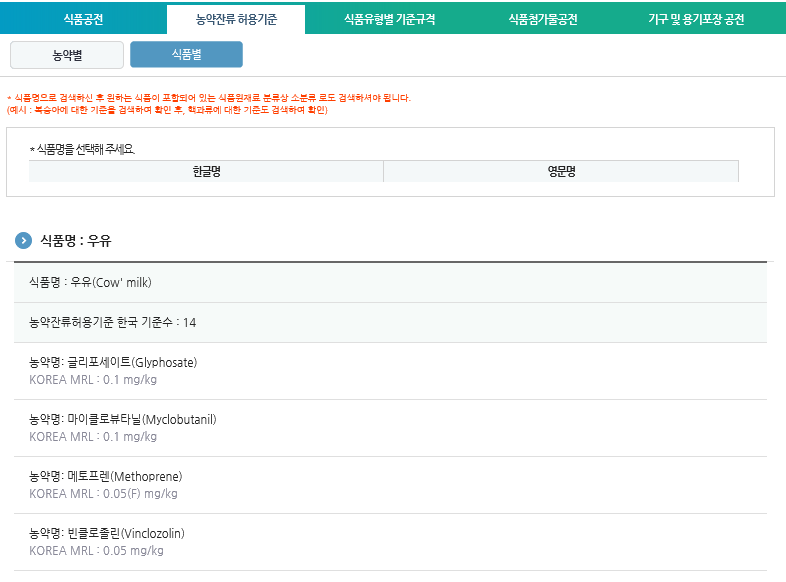 식품공전
농약잔류 허용기준
식품유형별 기준규격
식품첨가물공전
기구 및 용기포장 공전
농약별
식품별
* 식품명으로 검색하신 후 원하는 식품이 포함되어 있는 식품원재료 분류상 소분류 로도 검색하셔야 됩니다.
(예시 : 복숭아에 대한 기준을 검색하여 확인 후, 핵과류에 대한 기준도 검색하여 확인)
* 식품명을 선택해 주세요.
한글명
영문명
식품명 : 우유
식품명 : 우유(Cow' milk)
농약잔류허용기준 한국 기준수 : 14
농약명: 글리포세이트(Glyphosate)
KOREA MRL : 0.1 mg/kg
농약명: 마이클로뷰타닐(Myclobutanil)
KOREA MRL : 0.1 mg/kg
농약명: 메토프렌(Methoprene)
KOREA MRL : 0.05(F) mg/kg
농약명: 빈클로졸린(Vinclozolin)
KOREA MRL : 0.05 mg/kg